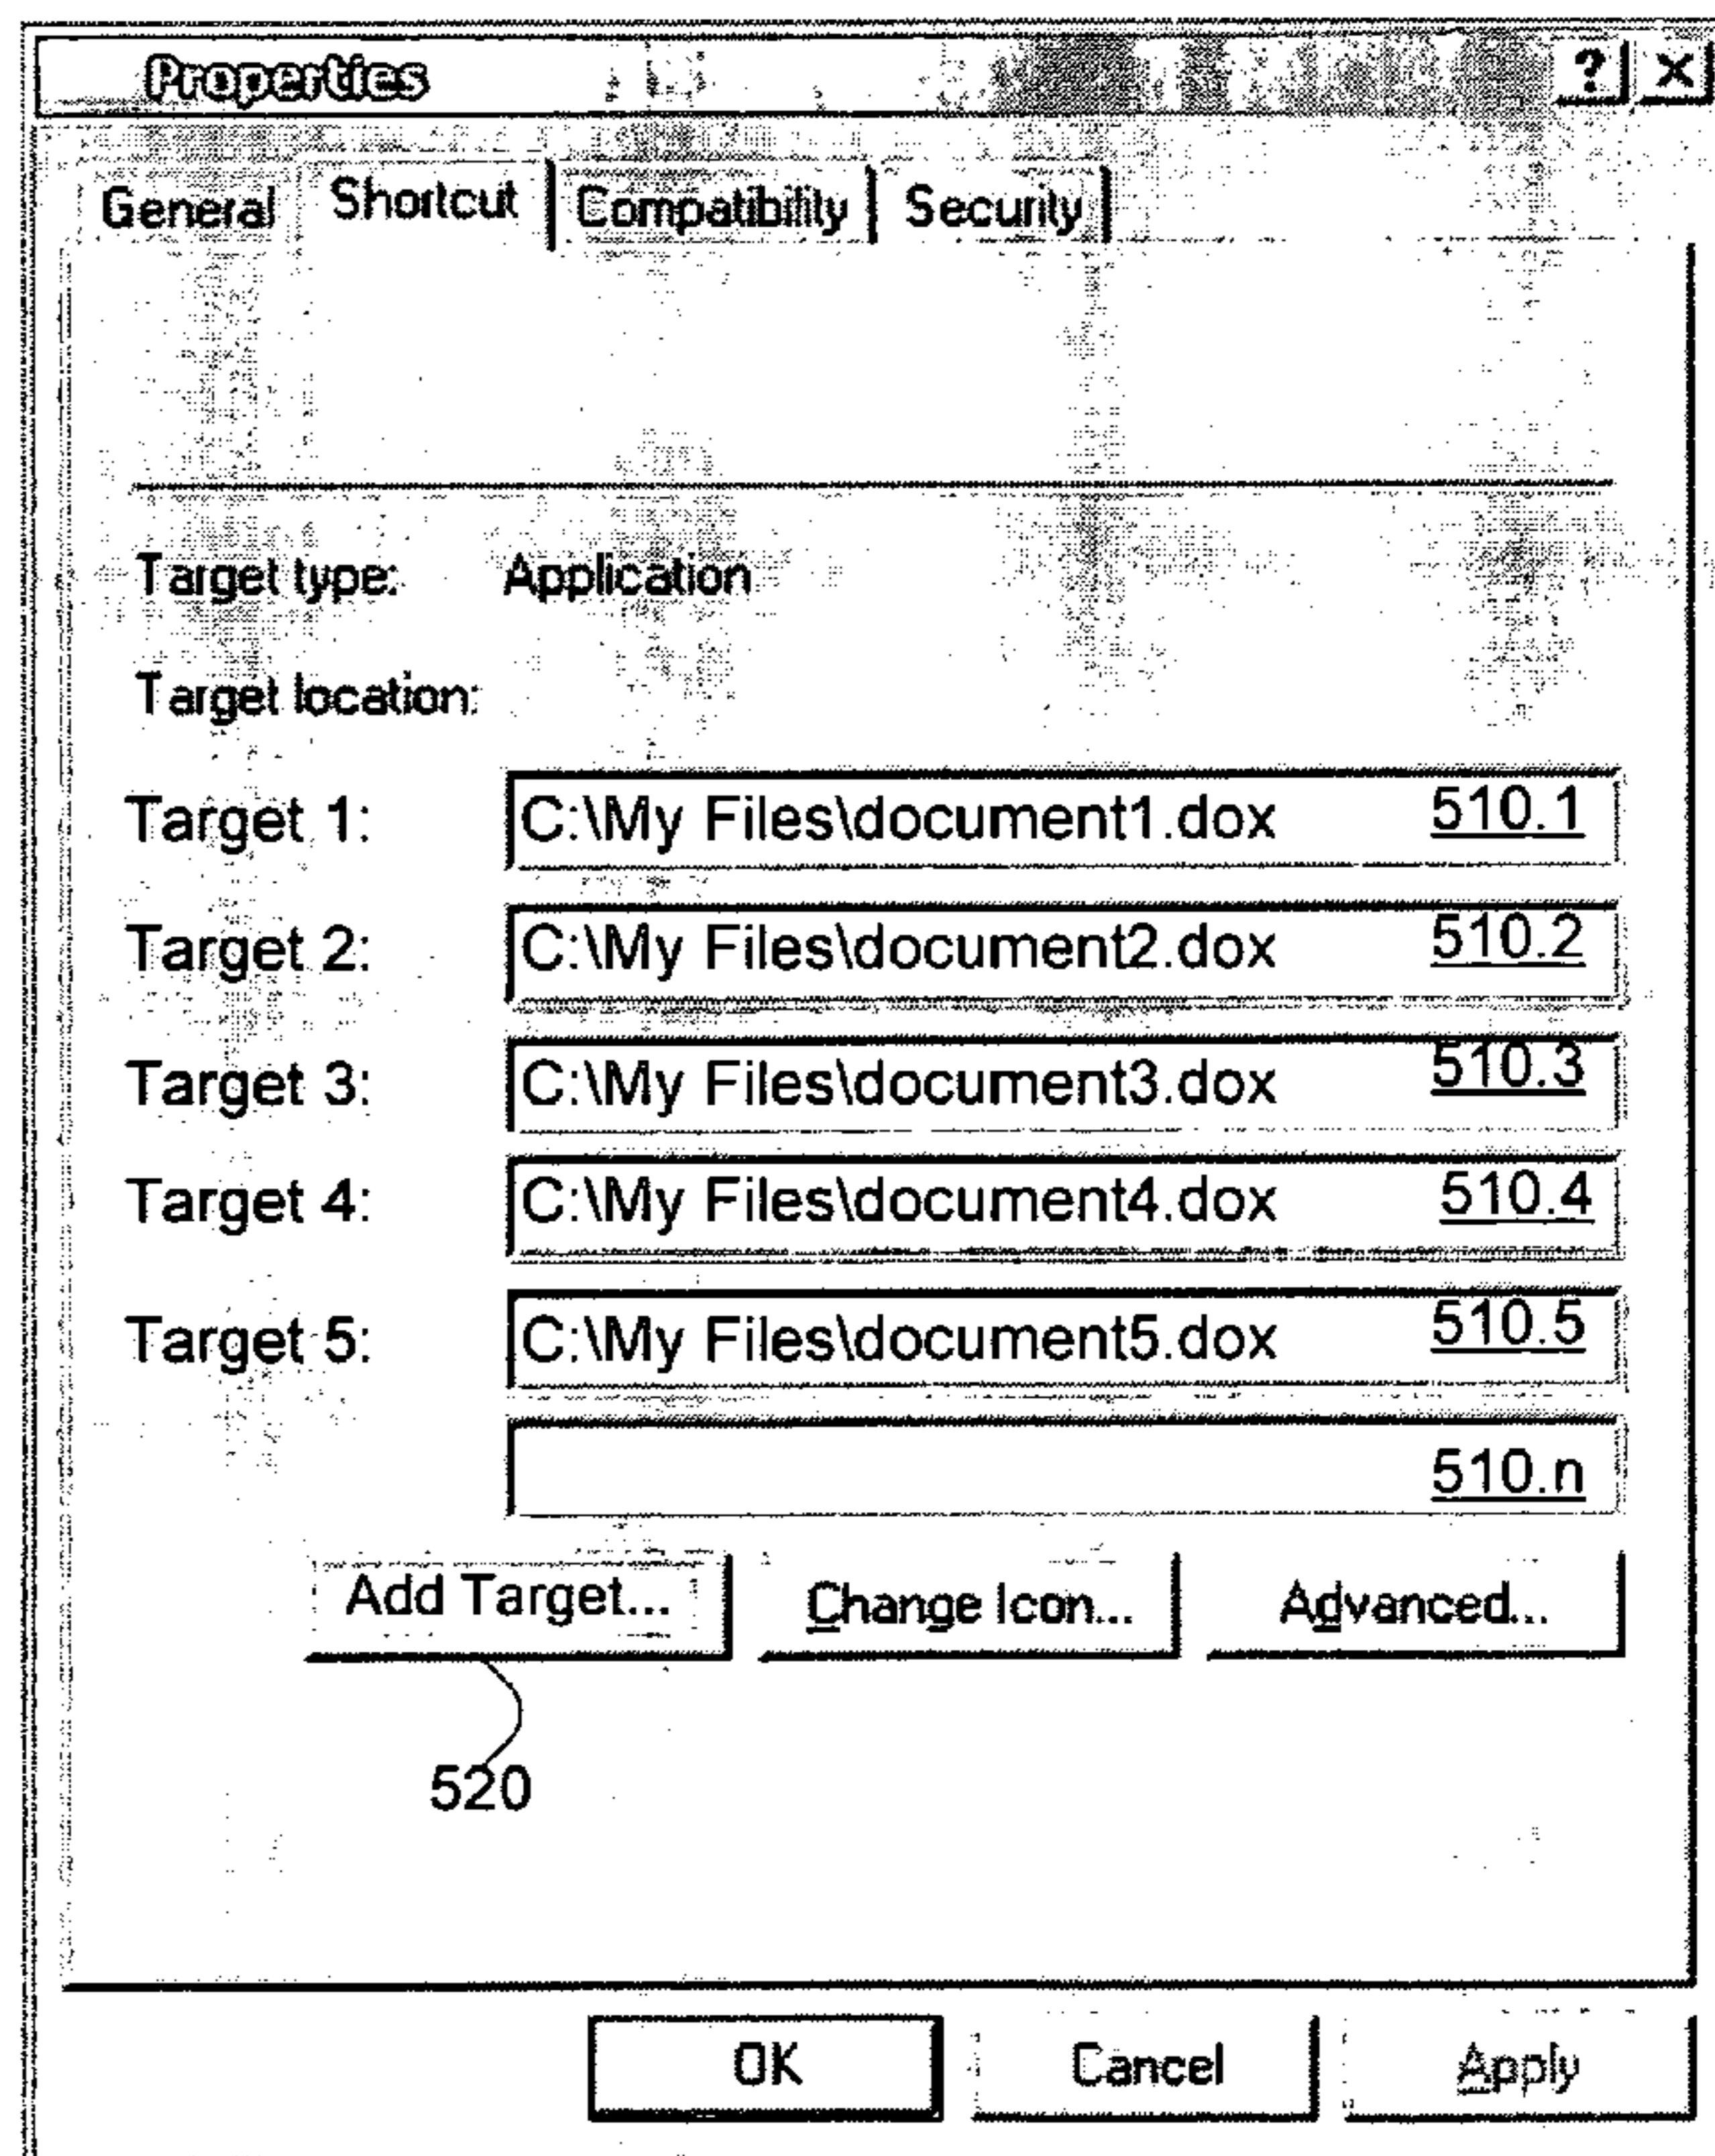 Properties ? X
General Shortcut Compatibility Security
Target type: Application
Target location:
Target 1: C:\My Files\document1.dox 510.1
Target 2: C:\My Files\document2.dox 510.2
Target 3: C:\My Files\document3.dox 510.3
Target 4: C:\My Files\document4.dox 510.4
Target 5: C:\My Files\document5.dox 510.5
510.n
Add Target... Change Icon... Advanced...
520
OK Cancel Apply